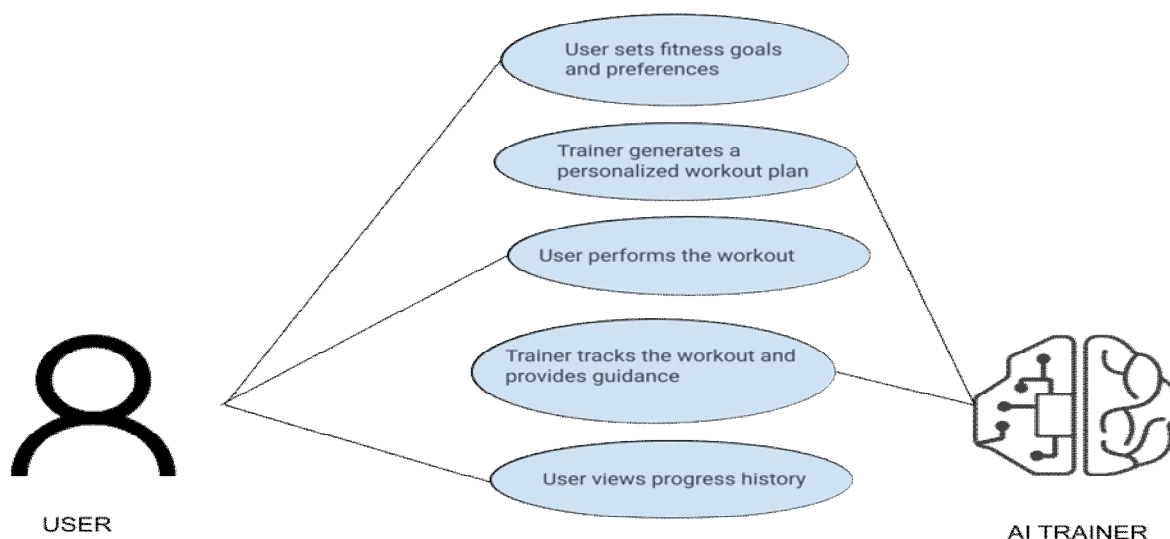 User sets fitness goals
and preferences
Trainer generates a
personalized workout plan
User performs the workout
Trainer tracks the workout and
provides guidance
User views progress history
USER
AI TRAINER